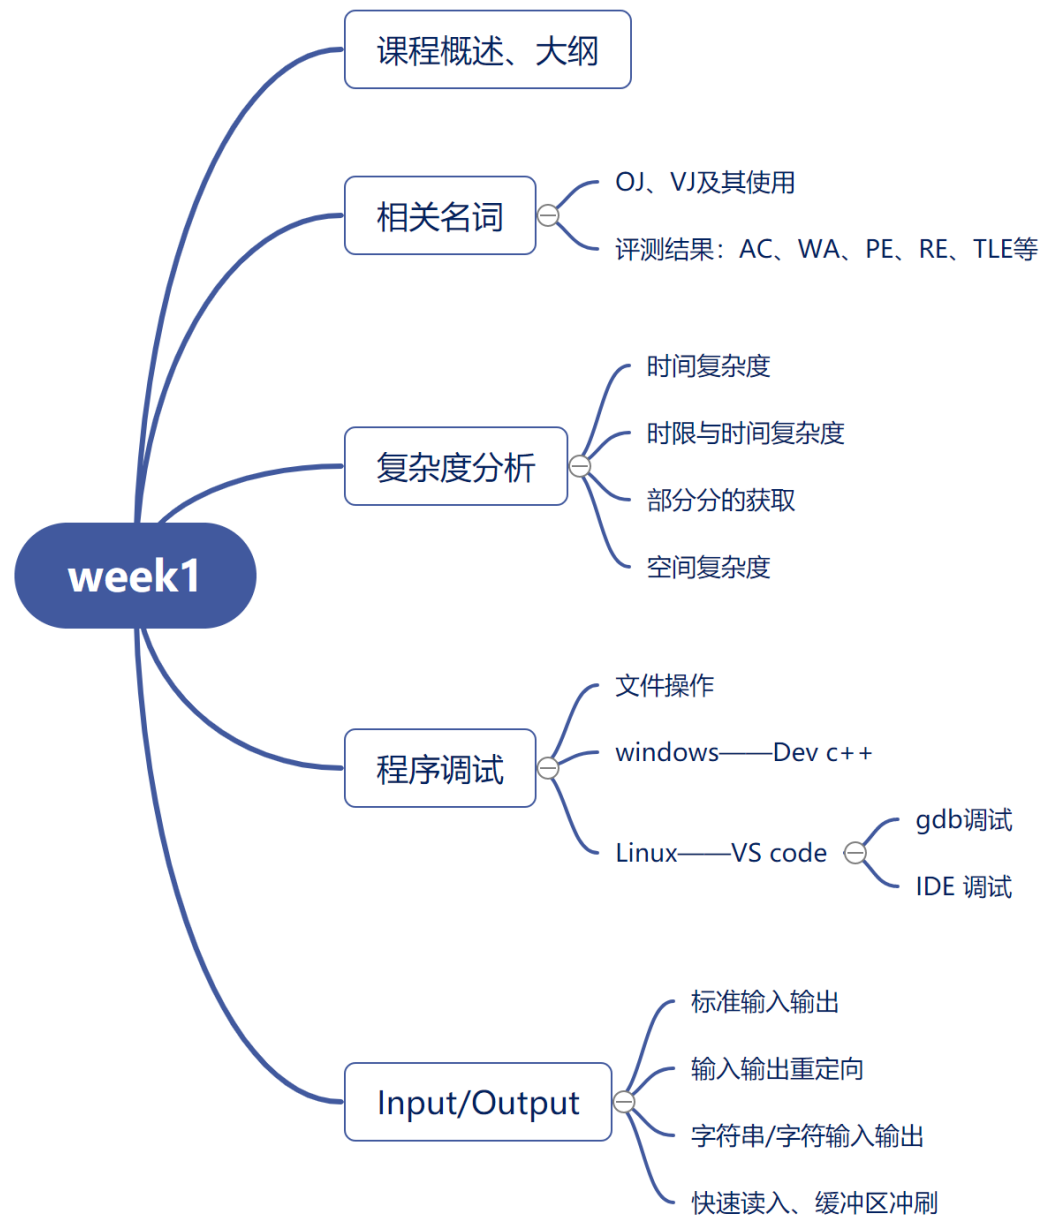 课程概述、大纲
相关名词
OJ、VJ及其使用
评测结果：AC、WA、PE、RE、TLE等
复杂度分析
时间复杂度
时限与时间复杂度
部分分的获取
空间复杂度
week1
程序调试
文件操作
windows——Dev c++
Linux——VS code
gdb调试
IDE 调试
Input/Output
标准输入输出
输入输出重定向
字符串/字符输入输出
快速读入、缓冲区冲刷